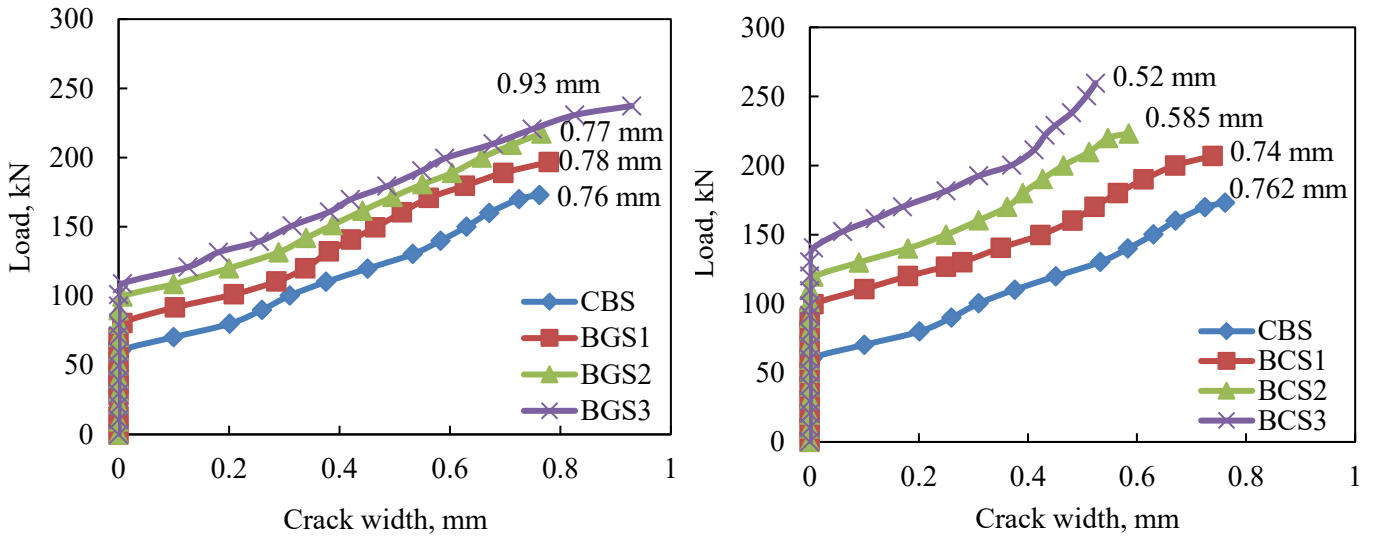 300
250
200
150
100
50
0
Load, kN
0
0.2
0.4
0.6
0.8
1
Crack width, mm
0.93 mm
0.77 mm
0.78 mm
0.76 mm
CBS
BGS1
BGS2
BGS3
300
250
200
150
100
50
0
Load, kN
0
0.2
0.4
0.6
0.8
1
Crack width, mm
0.52 mm
0.585 mm
0.74 mm
0.762 mm
CBS
BCS1
BCS2
BCS3